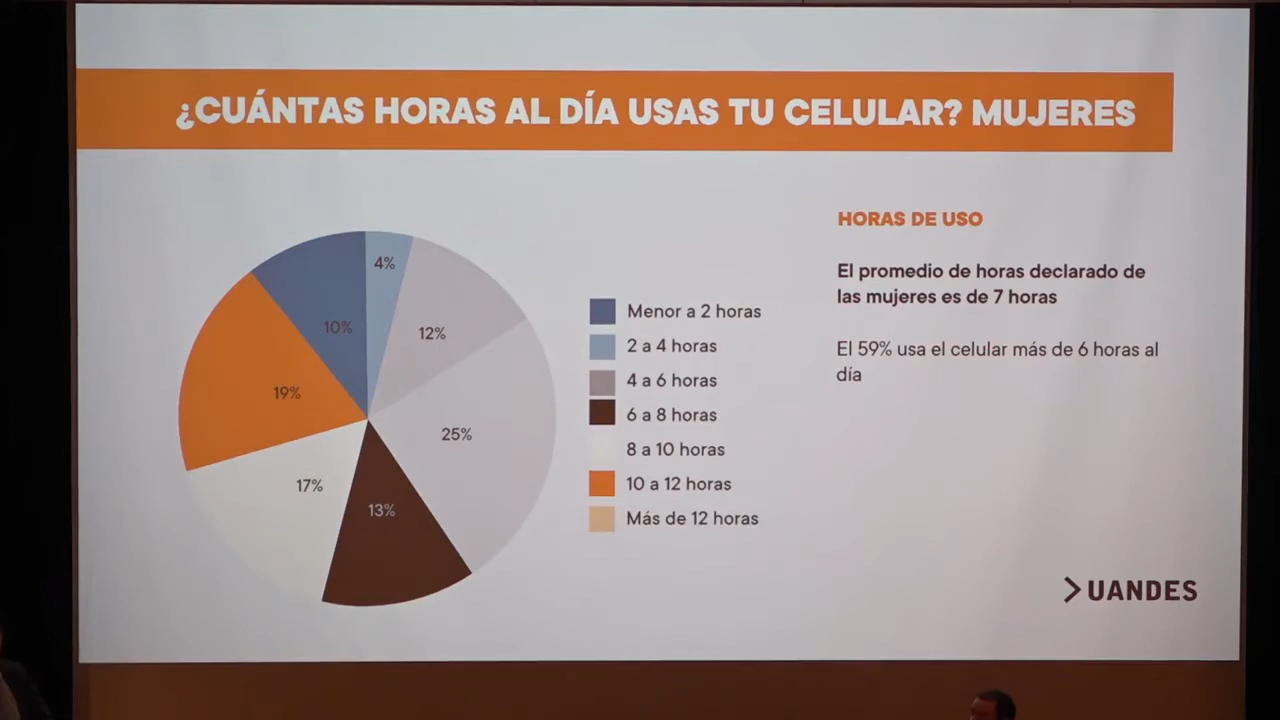 ¿CUÁNTAS HORAS AL DÍA USAS TU CELULAR? MUJERES
4%
10%
12%
19%
25%
17%
13%
Menor a 2 horas
2 a 4 horas
4 a 6 horas
6 a 8 horas
8 a 10 horas
10 a 12 horas
Más de 12 horas
HORAS DE USO
El promedio de horas declarado de
las mujeres es de 7 horas
El 59% usa el celular más de 6 horas al
día
UANDES